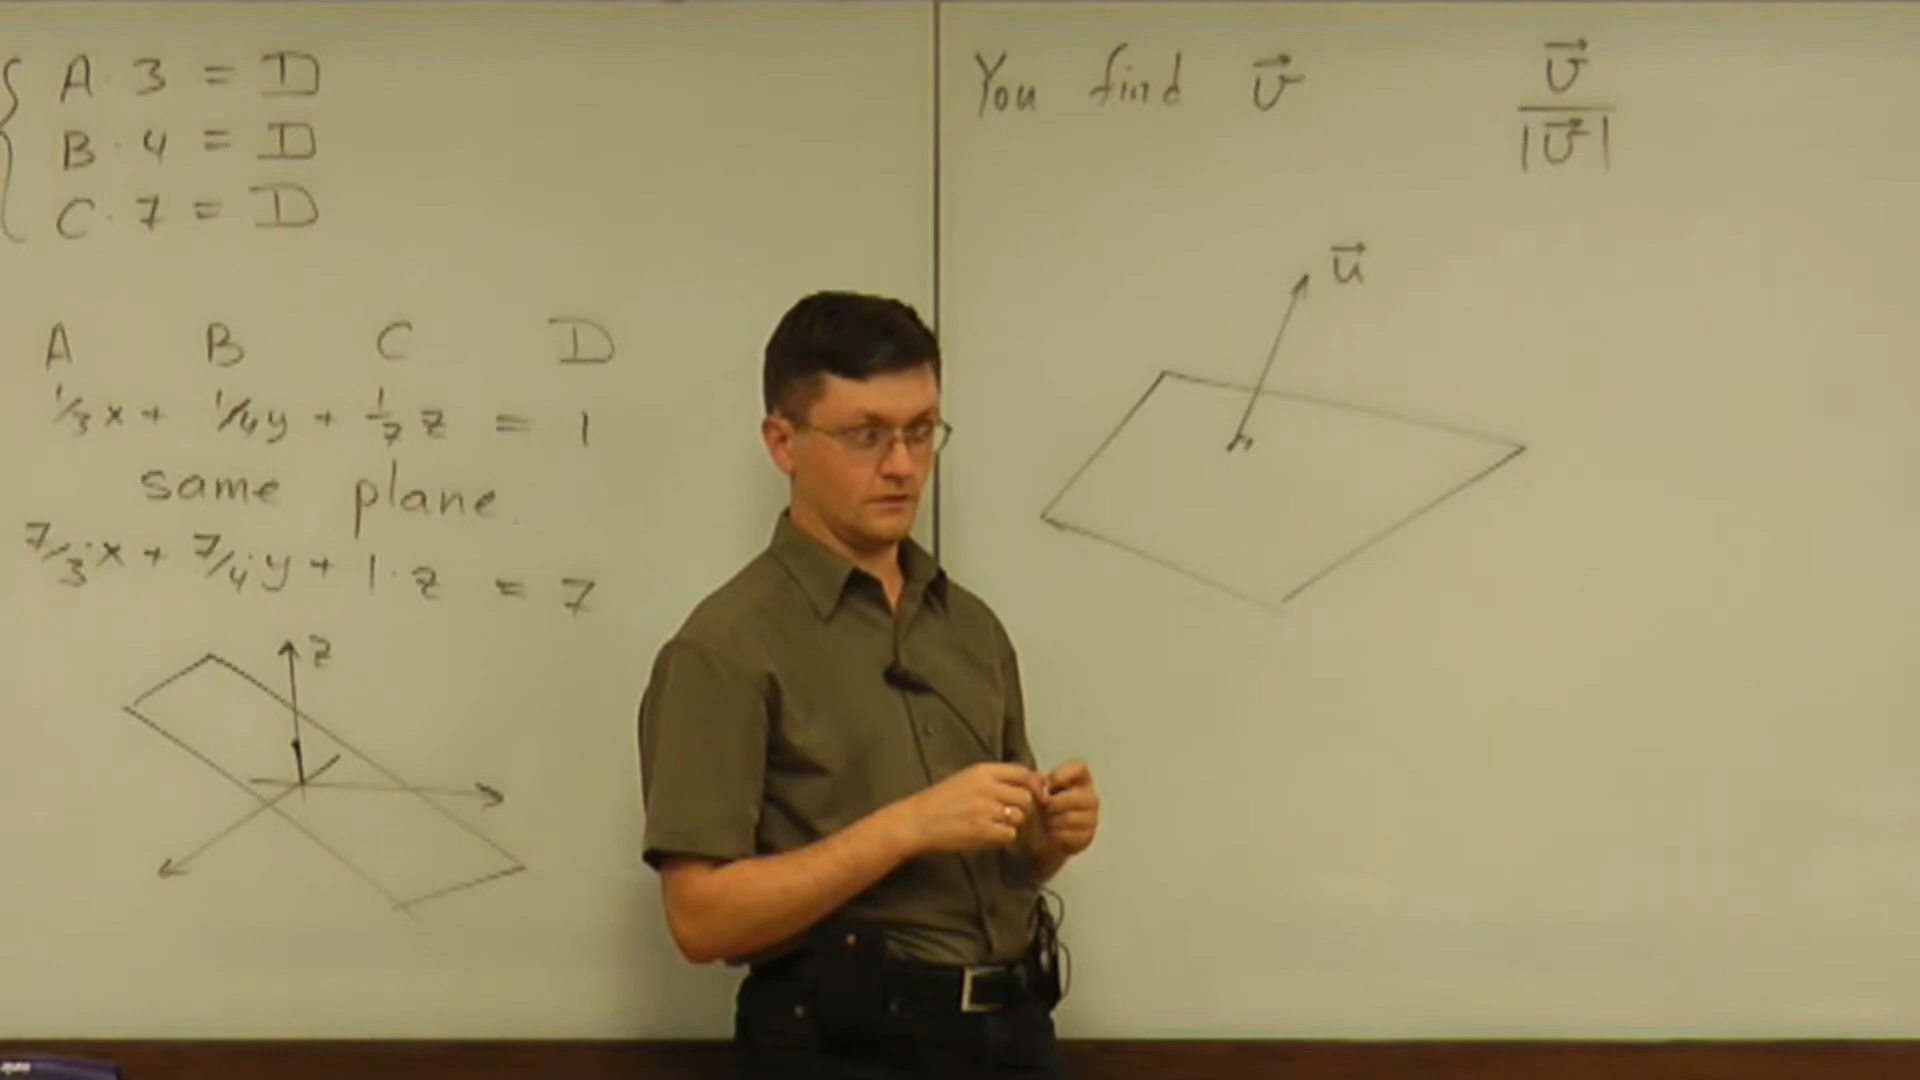 A · 3 = D
B · 4 = D
C · 7 = D
A B C D
1/3 x + 1/4 y + 1/7 z = 1
same plane.
7/3 x + 7/4 y + 1 · z = 7
z
You find v⃗
v⃗ / |v⃗|
u⃗